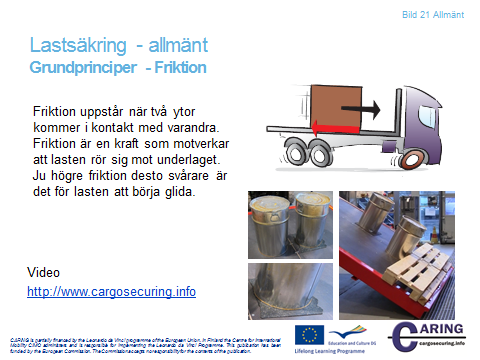 Bild 21 Allmänt
Lastsäkring - allmänt
Grundprinciper - Friktion
Friktion uppstår när två ytor
kommer i kontakt med varandra.
Friktion är en kraft som motverkar
att lasten rör sig mot underlaget.
Ju högre friktion desto svårare är
det för lasten att börja glida.
Video
http://www.cargosecuring.info
CARING is partially financed by the Leonardo da Vinci programme of the European Union. In Finland the Centre for International
Mobility CIMO administers and is responsible for implementing the Leonardo da Vinci Programme. This publication has been
funded by the European Commission. The Commission accepts no responsibility for the contents of the publication.
Education and Culture DG
Lifelong Learning Programme
CARING
cargosecuring.info